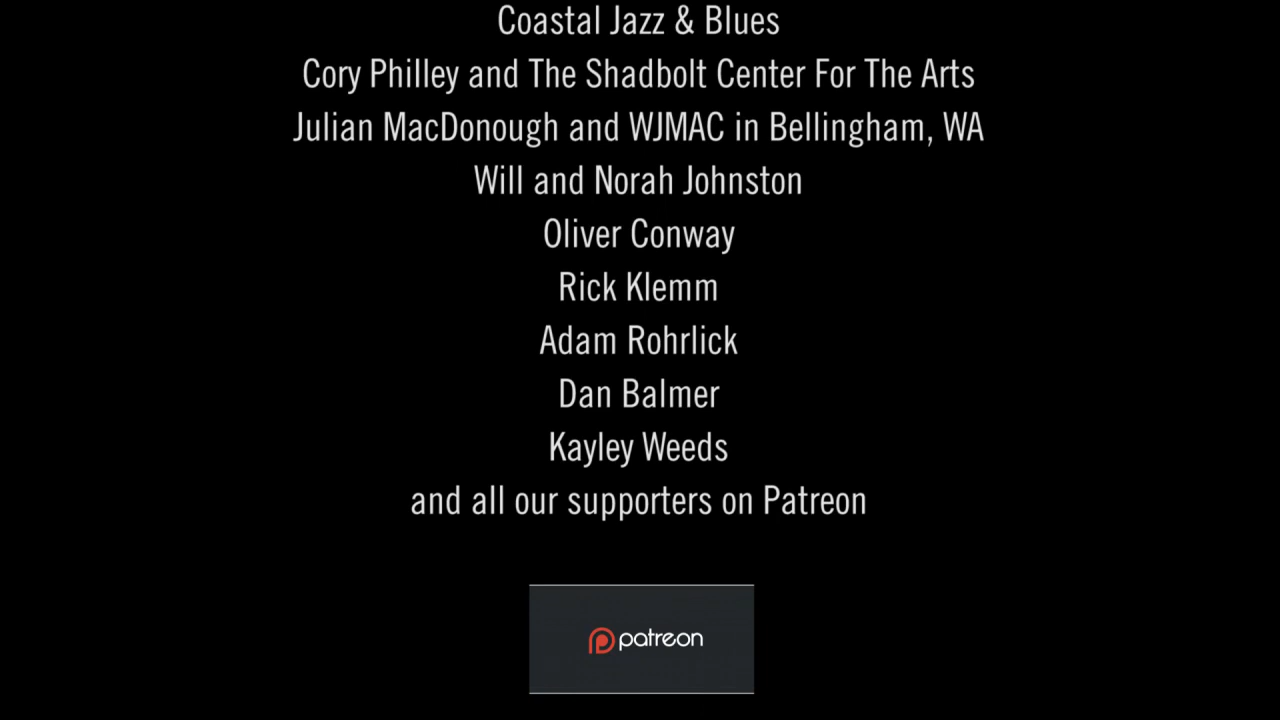 Coastal Jazz & Blues
Cory Philley and The Shadbolt Center For The Arts
Julian MacDonough and WJMAC in Bellingham, WA
Will and Norah Johnston
Oliver Conway
Rick Klemm
Adam Rohrlick
Dan Balmer
Kayley Weeds
and all our supporters on Patreon
patreon